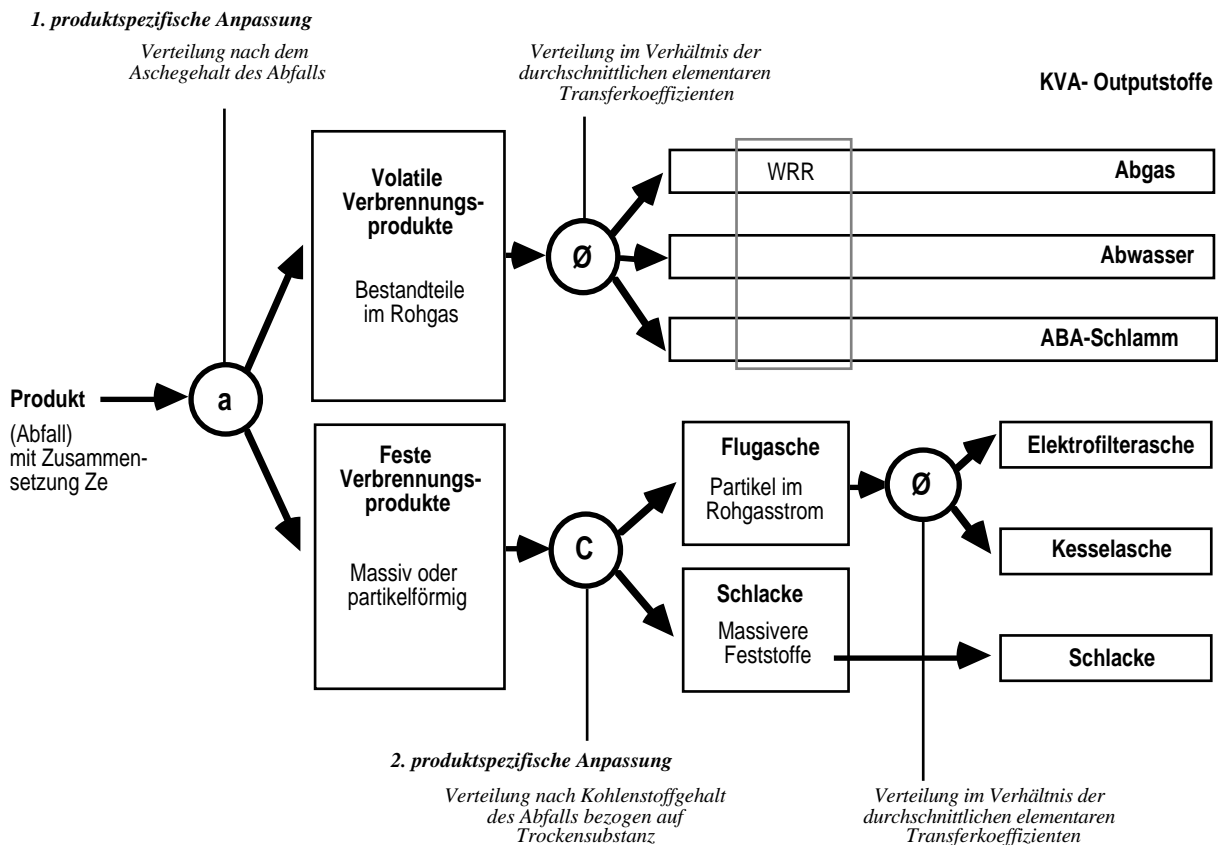 1. produktspezifische Anpassung
Verteilung nach dem
Aschegehalt des Abfalls
Verteilung im Verhältnis der
durchschnittlichen elementaren
Transferkoeffizienten
KVA- Outputstoffe
Volatile
Verbrennungs-
produkte
Bestandteile
im Rohgas
Ø
WRR
Abgas
Abwasser
ABA-Schlamm
Produkt
(Abfall)
mit Zusammen-
setzung Ze
a
Feste
Verbrennungs-
produkte
Massiv oder
partikelförmig
C
Flugasche
Partikel im
Rohgasstrom
Ø
Elektrofilterasche
Kesselasche
Schlacke
Massivere
Feststoffe
Schlacke
2. produktspezifische Anpassung
Verteilung nach Kohlenstoffgehalt
des Abfalls bezogen auf
Trockensubstanz
Verteilung im Verhältnis der
durchschnittlichen elementaren
Transferkoeffizienten